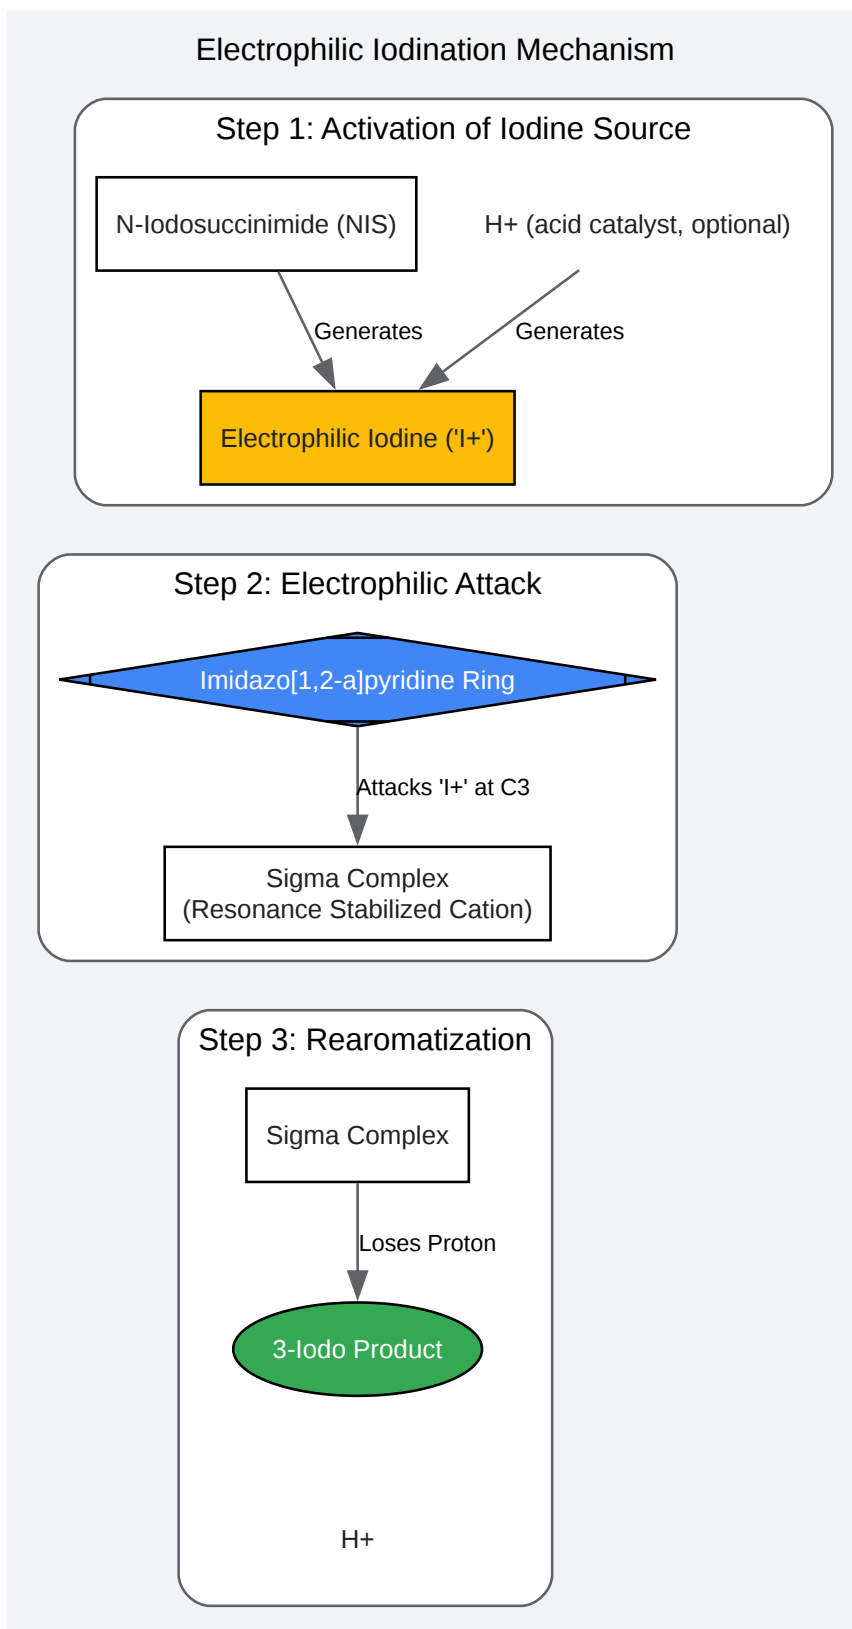 Electrophilic Iodination Mechanism
Step 1: Activation of Iodine Source
N-Iodosuccinimide (NIS)
H+ (acid catalyst, optional)
Generates
Generates
Electrophilic Iodine ('I+')
Step 2: Electrophilic Attack
Imidazo[1,2-a]pyridine Ring
Attacks 'I+' at C3
Sigma Complex
(Resonance Stabilized Cation)
Step 3: Rearomatization
Sigma Complex
Loses Proton
3-Iodo Product
H+